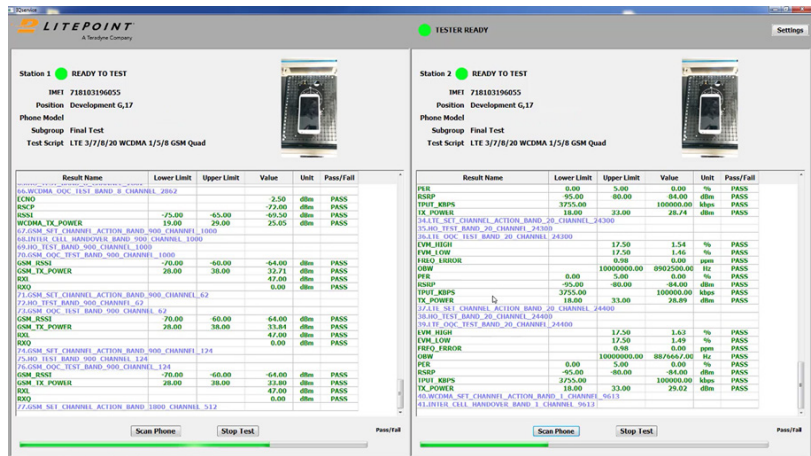 IQservice
LITEPOINT
A Teradyne Company
TESTER READY
Settings
Station 1 READY TO TEST
IMEI 718103196055
Position Development G,17
Phone Model
Subgroup Final Test
Test Script LTE 3/7/8/20 WCDMA 1/5/8 GSM Quad
Result Name Lower Limit Upper Limit Value Unit Pass/Fail
66.WCDMA_OQC_TEST_BAND_8_CHANNEL_2862
ECNO -2.50 dBm PASS
RSCP -72.00 dBm PASS
RSSI -75.00 -65.00 -69.50 dBm PASS
WCDMA_TX_POWER 19.00 29.00 25.05 dBm PASS
67.GSM_SET_CHANNEL_ACTION_BAND_900_CHANNEL_1000
68.INTER_CELL_HANDOVER_BAND_900_CHANNEL_1000
69.HO_TEST_BAND_900_CHANNEL_1000
70.GSM_OQC_TEST_BAND_900_CHANNEL_1000
GSM_RSSI -70.00 -60.00 -64.00 dBm PASS
GSM_TX_POWER 28.00 38.00 32.71 dBm PASS
RXL 47.00 dBm PASS
RXQ 0.00 dBm PASS
71.GSM_SET_CHANNEL_ACTION_BAND_900_CHANNEL_62
72.HO_TEST_BAND_900_CHANNEL_62
73.GSM_OQC_TEST_BAND_900_CHANNEL_62
GSM_RSSI -70.00 -60.00 -64.00 dBm PASS
GSM_TX_POWER 28.00 38.00 33.84 dBm PASS
RXL 47.00 dBm PASS
RXQ 0.00 dBm PASS
74.GSM_SET_CHANNEL_ACTION_BAND_900_CHANNEL_124
75.HO_TEST_BAND_900_CHANNEL_124
76.GSM_OQC_TEST_BAND_900_CHANNEL_124
GSM_RSSI -70.00 -60.00 -64.00 dBm PASS
GSM_TX_POWER 28.00 38.00 33.80 dBm PASS
RXL 47.00 dBm PASS
RXQ 0.00 dBm PASS
77.GSM_SET_CHANNEL_ACTION_BAND_1800_CHANNEL_512
Scan Phone Stop Test Pass/Fail
Station 2 READY TO TEST
IMEI 718103196055
Position Development G,17
Phone Model
Subgroup Final Test
Test Script LTE 3/7/8/20 WCDMA 1/5/8 GSM Quad
Result Name Lower Limit Upper Limit Value Unit Pass/Fail
PER 0.00 5.00 0.00 % PASS
RSRP -95.00 -80.00 -84.00 dBm PASS
TPUT_KBPS 3755.00 100000.00 kbps PASS
TX_POWER 18.00 33.00 28.74 dBm PASS
34.LTE_SET_CHANNEL_ACTION_BAND_20_CHANNEL_24300
35.HO_TEST_BAND_20_CHANNEL_24300
36.LTE_OQC_TEST_BAND_20_CHANNEL_24300
EVM_HIGH 17.50 1.54 % PASS
EVM_LOW 17.50 1.46 % PASS
FREQ_ERROR 0.98 0.00 ppm PASS
OBW 10000000.00 8902500.00 Hz PASS
PER 0.00 5.00 0.00 % PASS
RSRP -95.00 -80.00 -84.00 dBm PASS
TPUT_KBPS 3755.00 100000.00 kbps PASS
TX_POWER 18.00 33.00 28.89 dBm PASS
37.LTE_SET_CHANNEL_ACTION_BAND_20_CHANNEL_24400
38.HO_TEST_BAND_20_CHANNEL_24400
39.LTE_OQC_TEST_BAND_20_CHANNEL_24400
EVM_HIGH 17.50 1.63 % PASS
EVM_LOW 17.50 1.49 % PASS
FREQ_ERROR 0.98 0.00 ppm PASS
OBW 10000000.00 8876667.00 Hz PASS
PER 0.00 5.00 0.00 % PASS
RSRP -95.00 -80.00 -84.00 dBm PASS
TPUT_KBPS 3755.00 100000.00 kbps PASS
TX_POWER 18.00 33.00 29.02 dBm PASS
40.WCDMA_SET_CHANNEL_ACTION_BAND_1_CHANNEL_9613
41.INTER_CELL_HANDOVER_BAND_1_CHANNEL_9613
Scan Phone Stop Test Pass/Fail